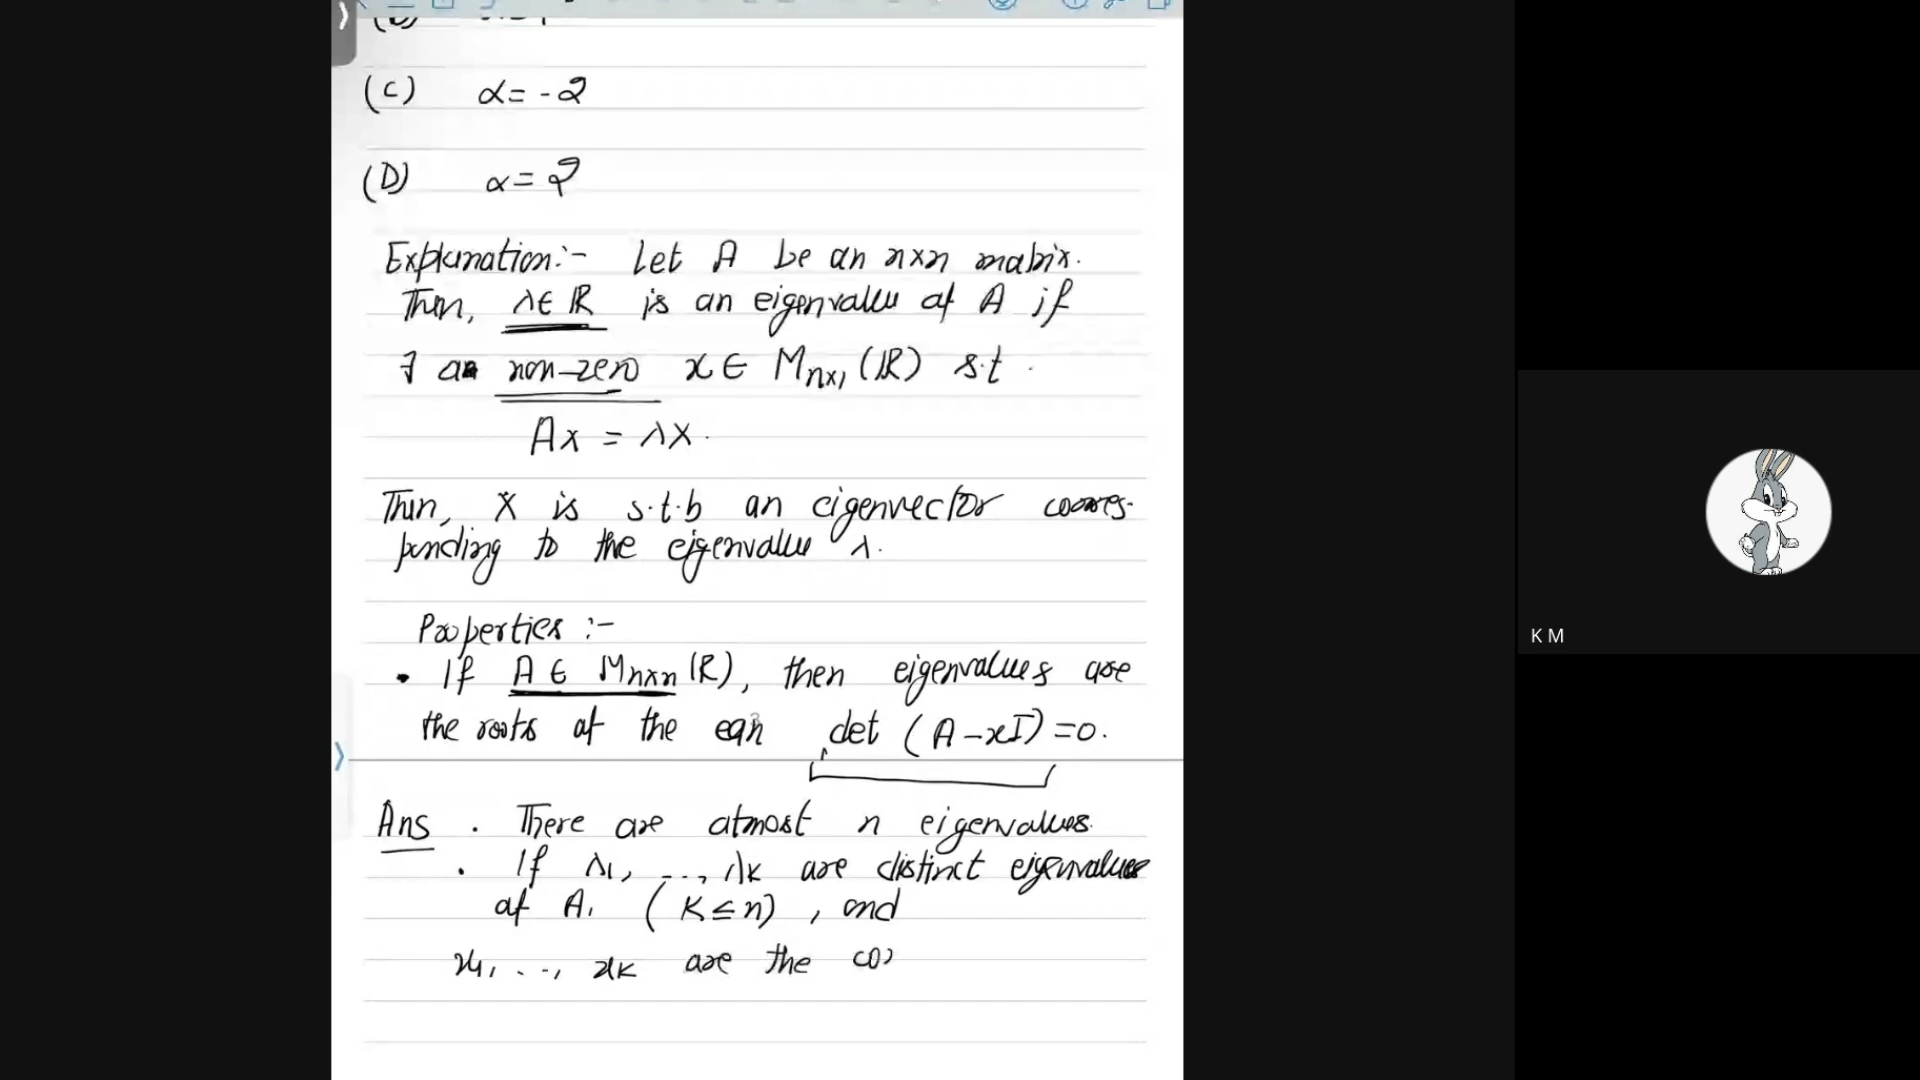 (C) α = -2
(D) α = 2
Explanation:- Let A be an n×n matrix.
Then, λ∈ℝ is an eigenvalue of A if
∃ a non-zero x ∈ Mn×1 (ℝ) s.t.
Ax = λx.
Then, x is s.t.b an eigenvector corres-
ponding to the eigenvalue λ.
Properties :-
• If A ∈ Mn×n (R), then eigenvalues are
the roots of the eqn det (A-xI) = 0.
Ans . There are atmost n eigenvalues.
. If λ1, ..., λk are distinct eigenvalues
of A, (K≤n), and
x1, ..., xk are the co
K M